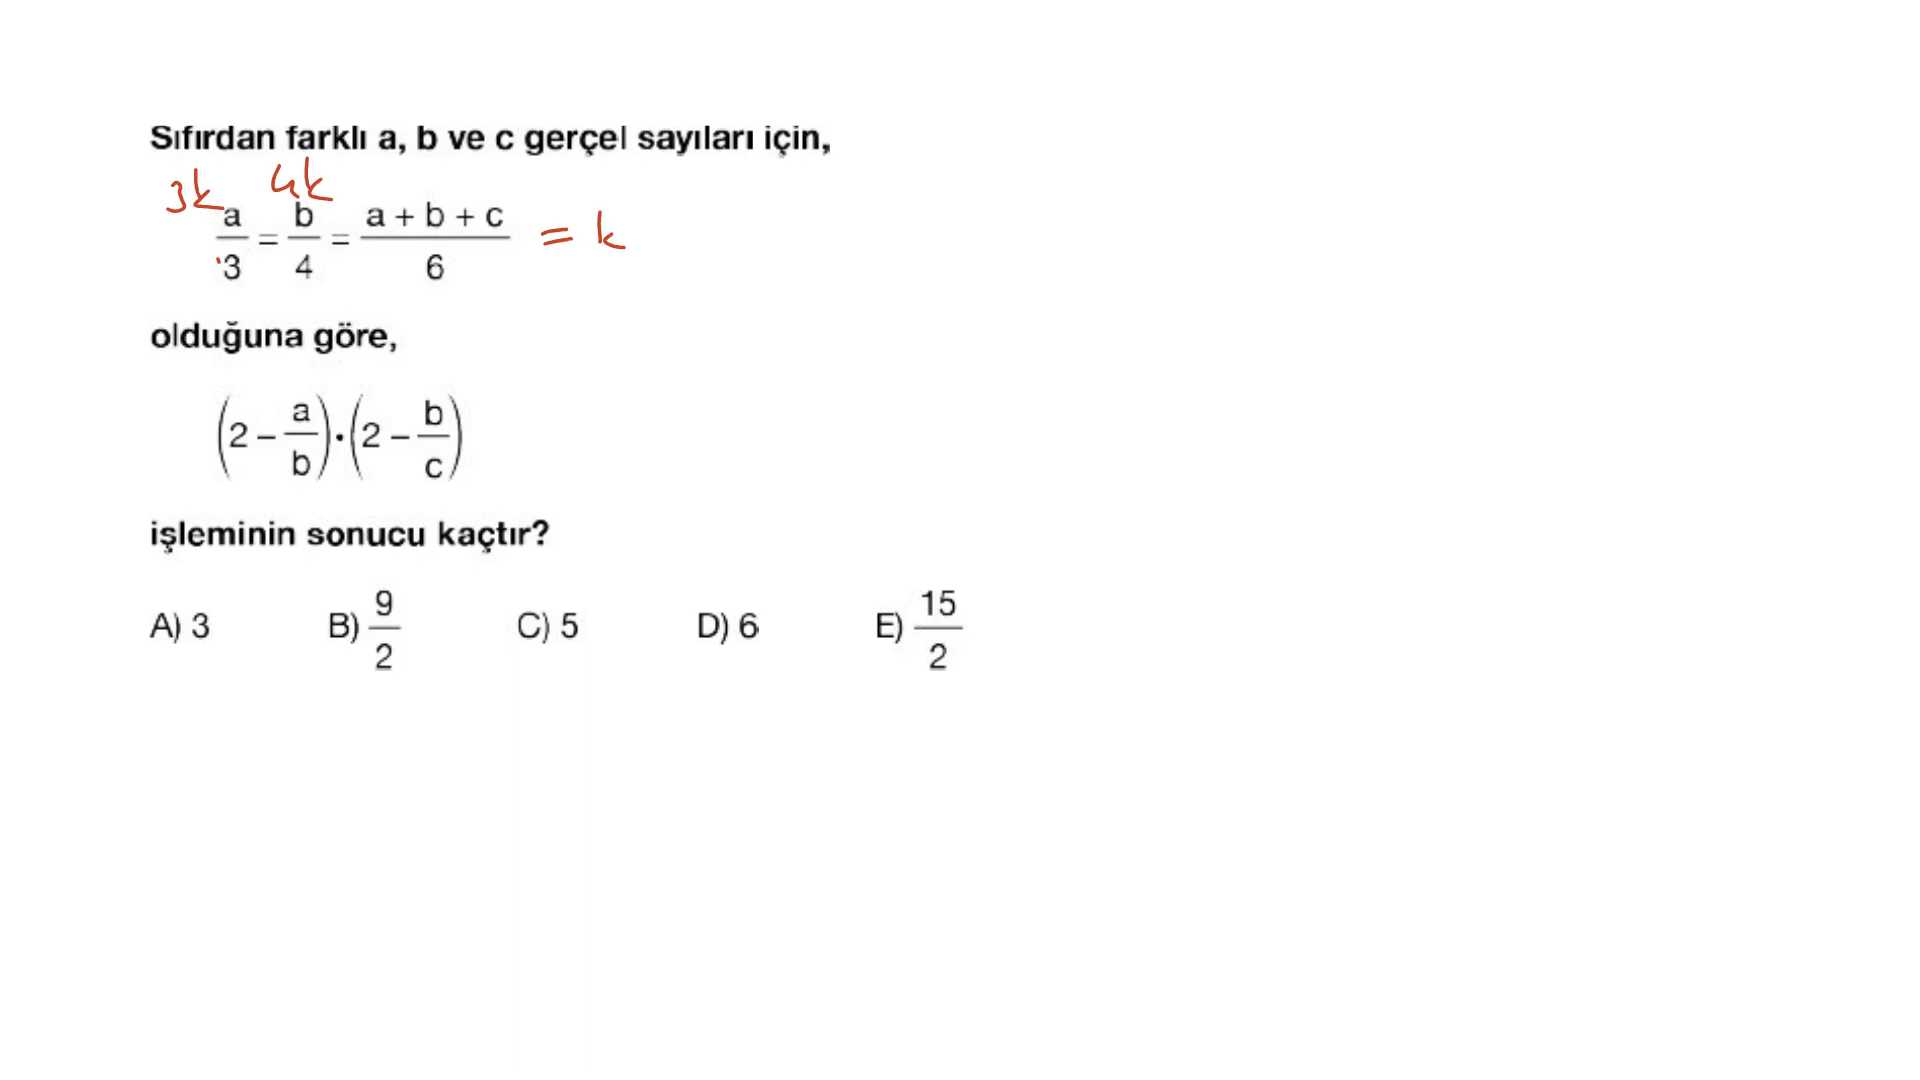 Sıfırdan farklı a, b ve c gerçel sayıları için,
3k 4k
a/3 = b/4 = (a + b + c)/6 = k
olduğuna göre,
(2 − a/b) · (2 − b/c)
işleminin sonucu kaçtır?
A) 3 B) 9/2 C) 5 D) 6 E) 15/2